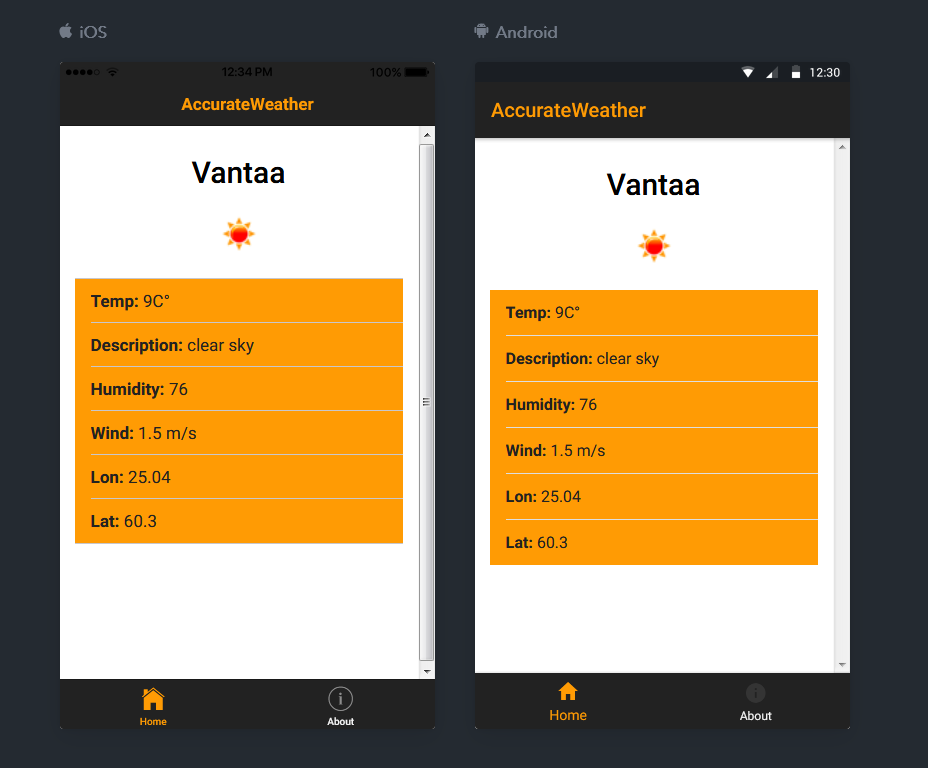 iOS
12:34 PM 100%
AccurateWeather
Vantaa
Temp: 9C°
Description: clear sky
Humidity: 76
Wind: 1.5 m/s
Lon: 25.04
Lat: 60.3
Home About
Android
12:30
AccurateWeather
Vantaa
Temp: 9C°
Description: clear sky
Humidity: 76
Wind: 1.5 m/s
Lon: 25.04
Lat: 60.3
Home About